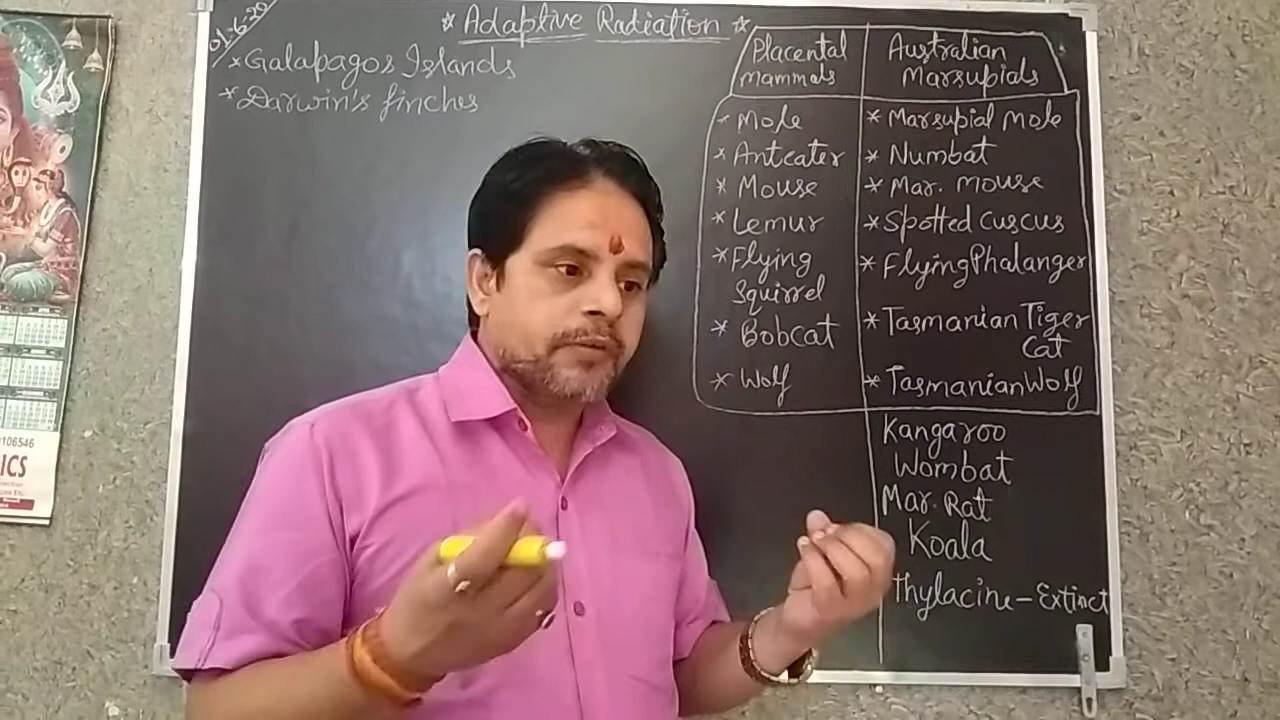 01-6-20
* Adaptive Radiation *
*Galapagos Islands
*Darwin's finches
Placental mammals
Australian Marsupials
* Mole
* Marsupial Mole
* Anteater
* Numbat
* Mouse
* Mar. mouse
* Lemur
* Spotted cuscus
* Flying Squirrel
* Flying Phalanger
* Bobcat
* Tasmanian Tiger Cat
* Wolf
* Tasmanian Wolf
Kangaroo
Wombat
Mar. Rat
Koala
Thylacine - Extinct
0106546
ICS